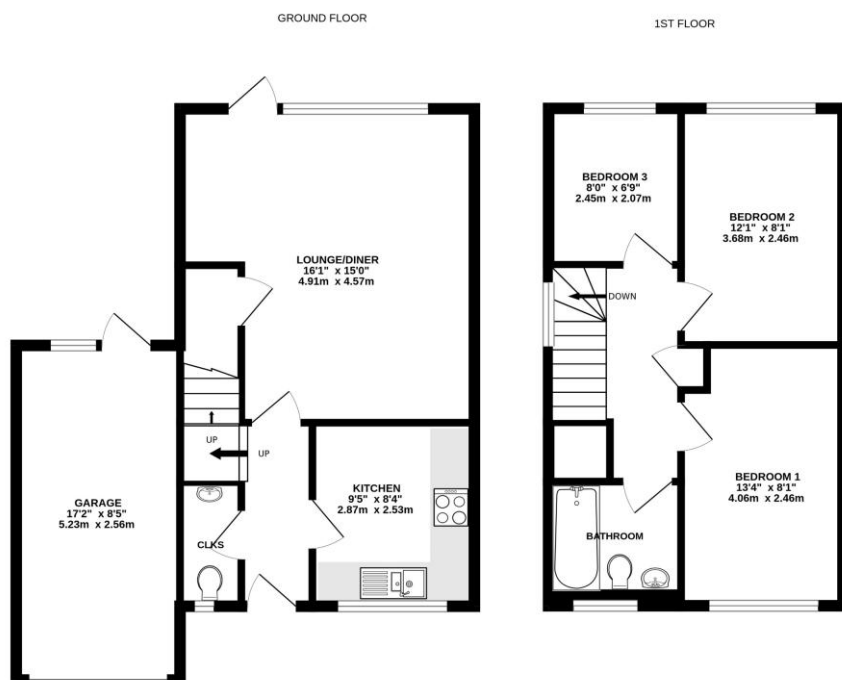 GROUND FLOOR
LOUNGE/DINER
16'1" x 15'0"
4.91m x 4.57m
UP
UP
KITCHEN
9'5" x 8'4"
2.87m x 2.53m
GARAGE
17'2" x 8'5"
5.23m x 2.56m
CLKS
1ST FLOOR
BEDROOM 3
8'0" x 6'9"
2.45m x 2.07m
BEDROOM 2
12'1" x 8'1"
3.68m x 2.46m
DOWN
BEDROOM 1
13'4" x 8'1"
4.06m x 2.46m
BATHROOM